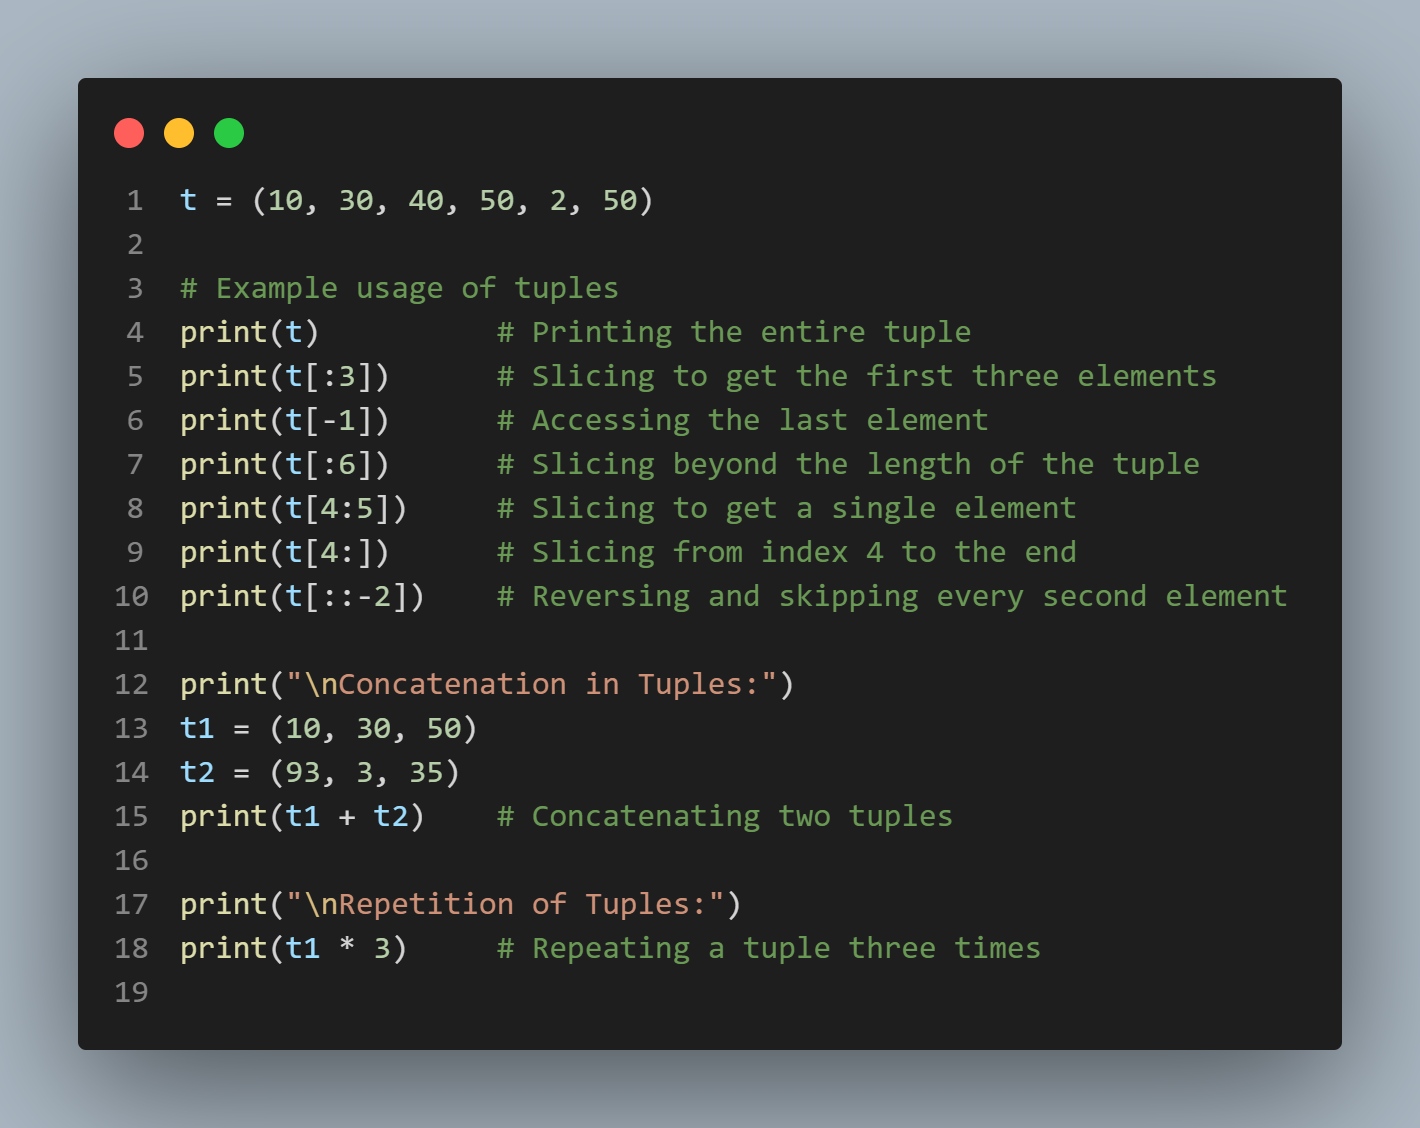 1 t = (10, 30, 40, 50, 2, 50)
2
3 # Example usage of tuples
4 print(t)          # Printing the entire tuple
5 print(t[:3])      # Slicing to get the first three elements
6 print(t[-1])      # Accessing the last element
7 print(t[:6])      # Slicing beyond the length of the tuple
8 print(t[4:5])     # Slicing to get a single element
9 print(t[4:])      # Slicing from index 4 to the end
10 print(t[::-2])    # Reversing and skipping every second element
11
12 print("\nConcatenation in Tuples:")
13 t1 = (10, 30, 50)
14 t2 = (93, 3, 35)
15 print(t1 + t2)    # Concatenating two tuples
16
17 print("\nRepetition of Tuples:")
18 print(t1 * 3)     # Repeating a tuple three times
19